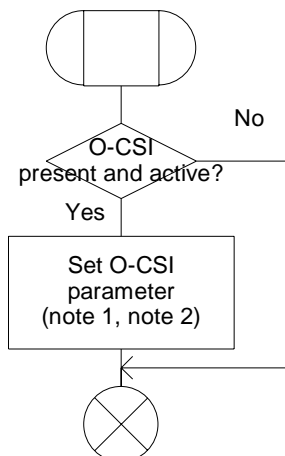 No
O-CSI
present and active?
Yes
Set O-CSI
parameter
(note 1, note 2)